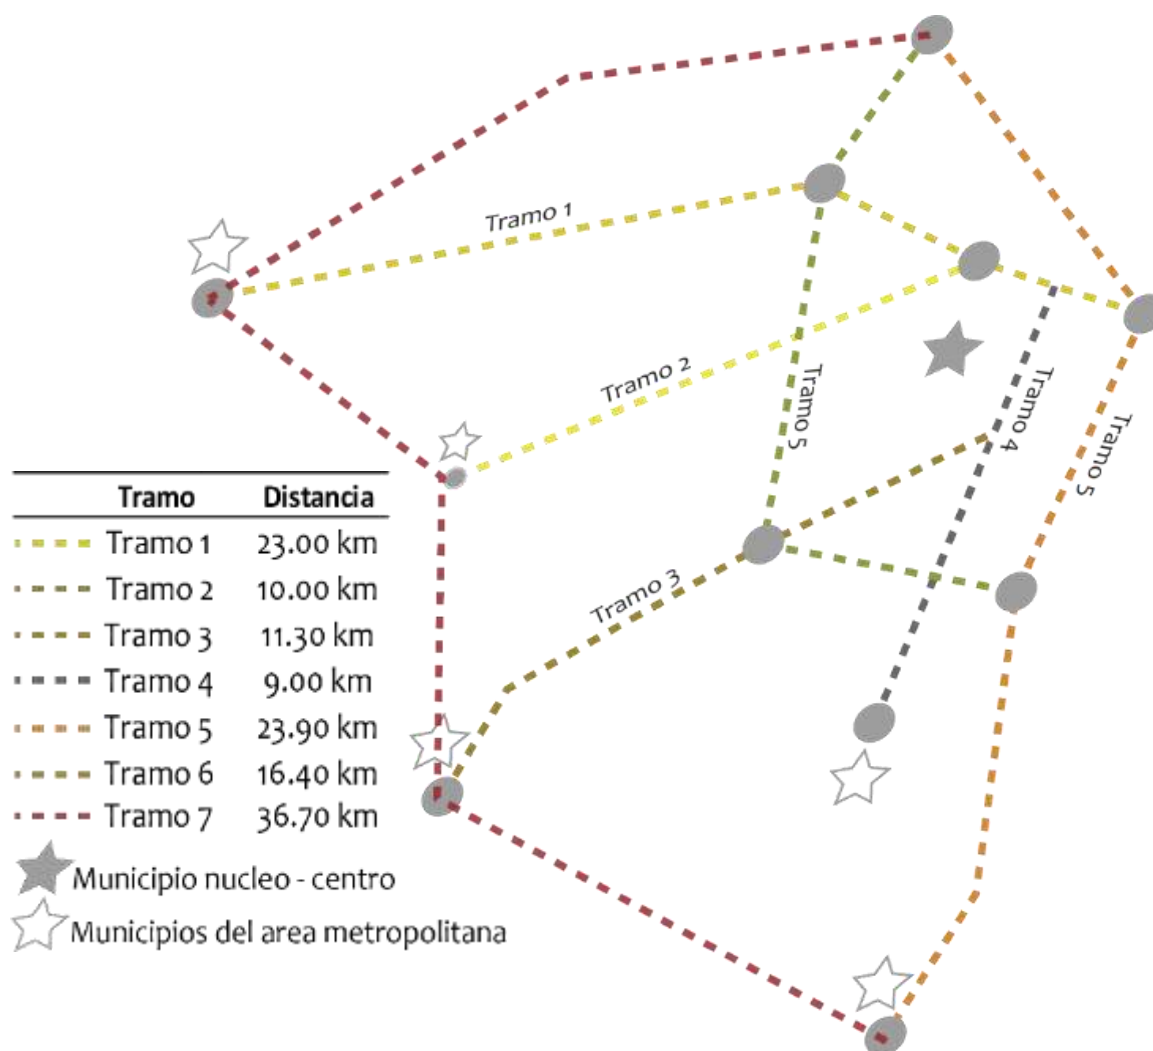 Tramo 1
Tramo 2
Tramo 5
Tramo 4
Tramo 5
Tramo 3
Tramo Distancia
Tramo 1 23.00 km
Tramo 2 10.00 km
Tramo 3 11.30 km
Tramo 4 9.00 km
Tramo 5 23.90 km
Tramo 6 16.40 km
Tramo 7 36.70 km
Municipio nucleo - centro
Municipios del area metropolitana